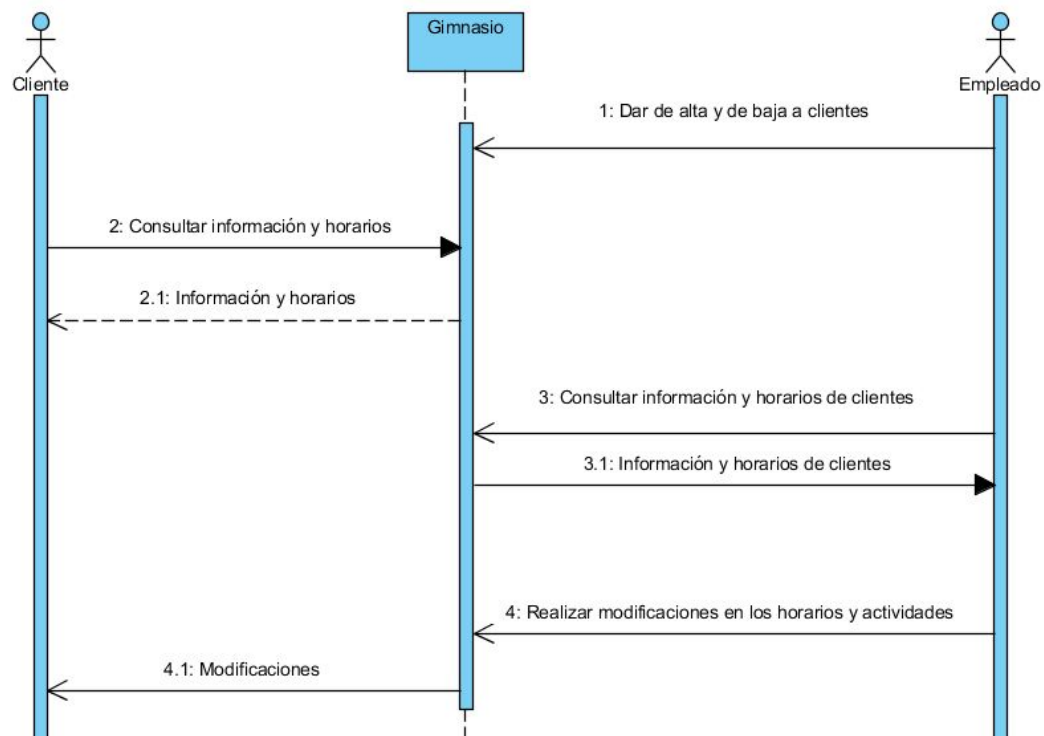 Gimnasio
Cliente
Empleado
1: Dar de alta y de baja a clientes
2: Consultar información y horarios
2.1: Información y horarios
3: Consultar información y horarios de clientes
3.1: Información y horarios de clientes
4: Realizar modificaciones en los horarios y actividades
4.1: Modificaciones